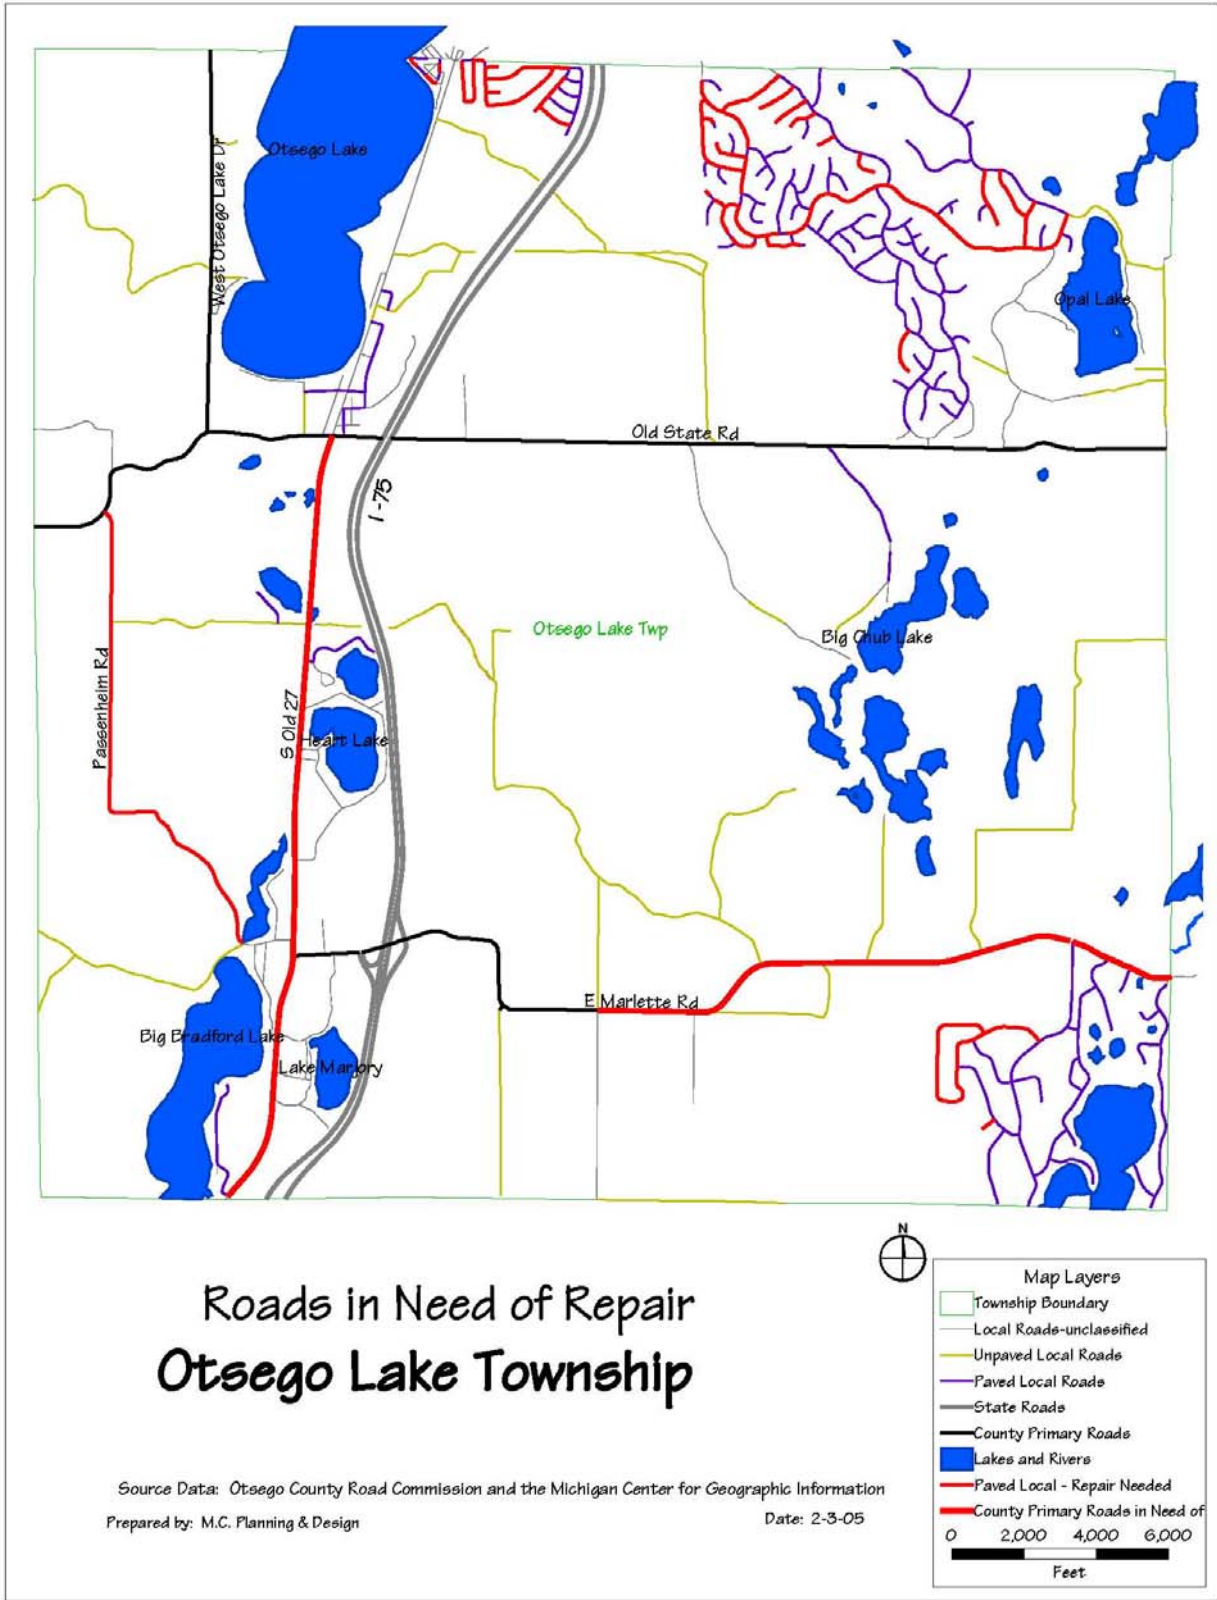 Otsego Lake
West Otsego Lake Dr
Opal Lake
Old State Rd
I-75
Otsego Lake Twp
Big Chub Lake
Passenheim Rd
S Old 27
Heart Lake
E Marlette Rd
Big Bradford Lake
Lake Marjory
N
Roads in Need of Repair
Otsego Lake Township
Map Layers
Township Boundary
Local Roads-unclassified
Unpaved Local Roads
Paved Local Roads
State Roads
County Primary Roads
Lakes and Rivers
Paved Local - Repair Needed
County Primary Roads in Need of
0 2,000 4,000 6,000
Feet
Source Data: Otsego County Road Commission and the Michigan Center for Geographic Information
Prepared by: M.C. Planning & Design
Date: 2-3-05